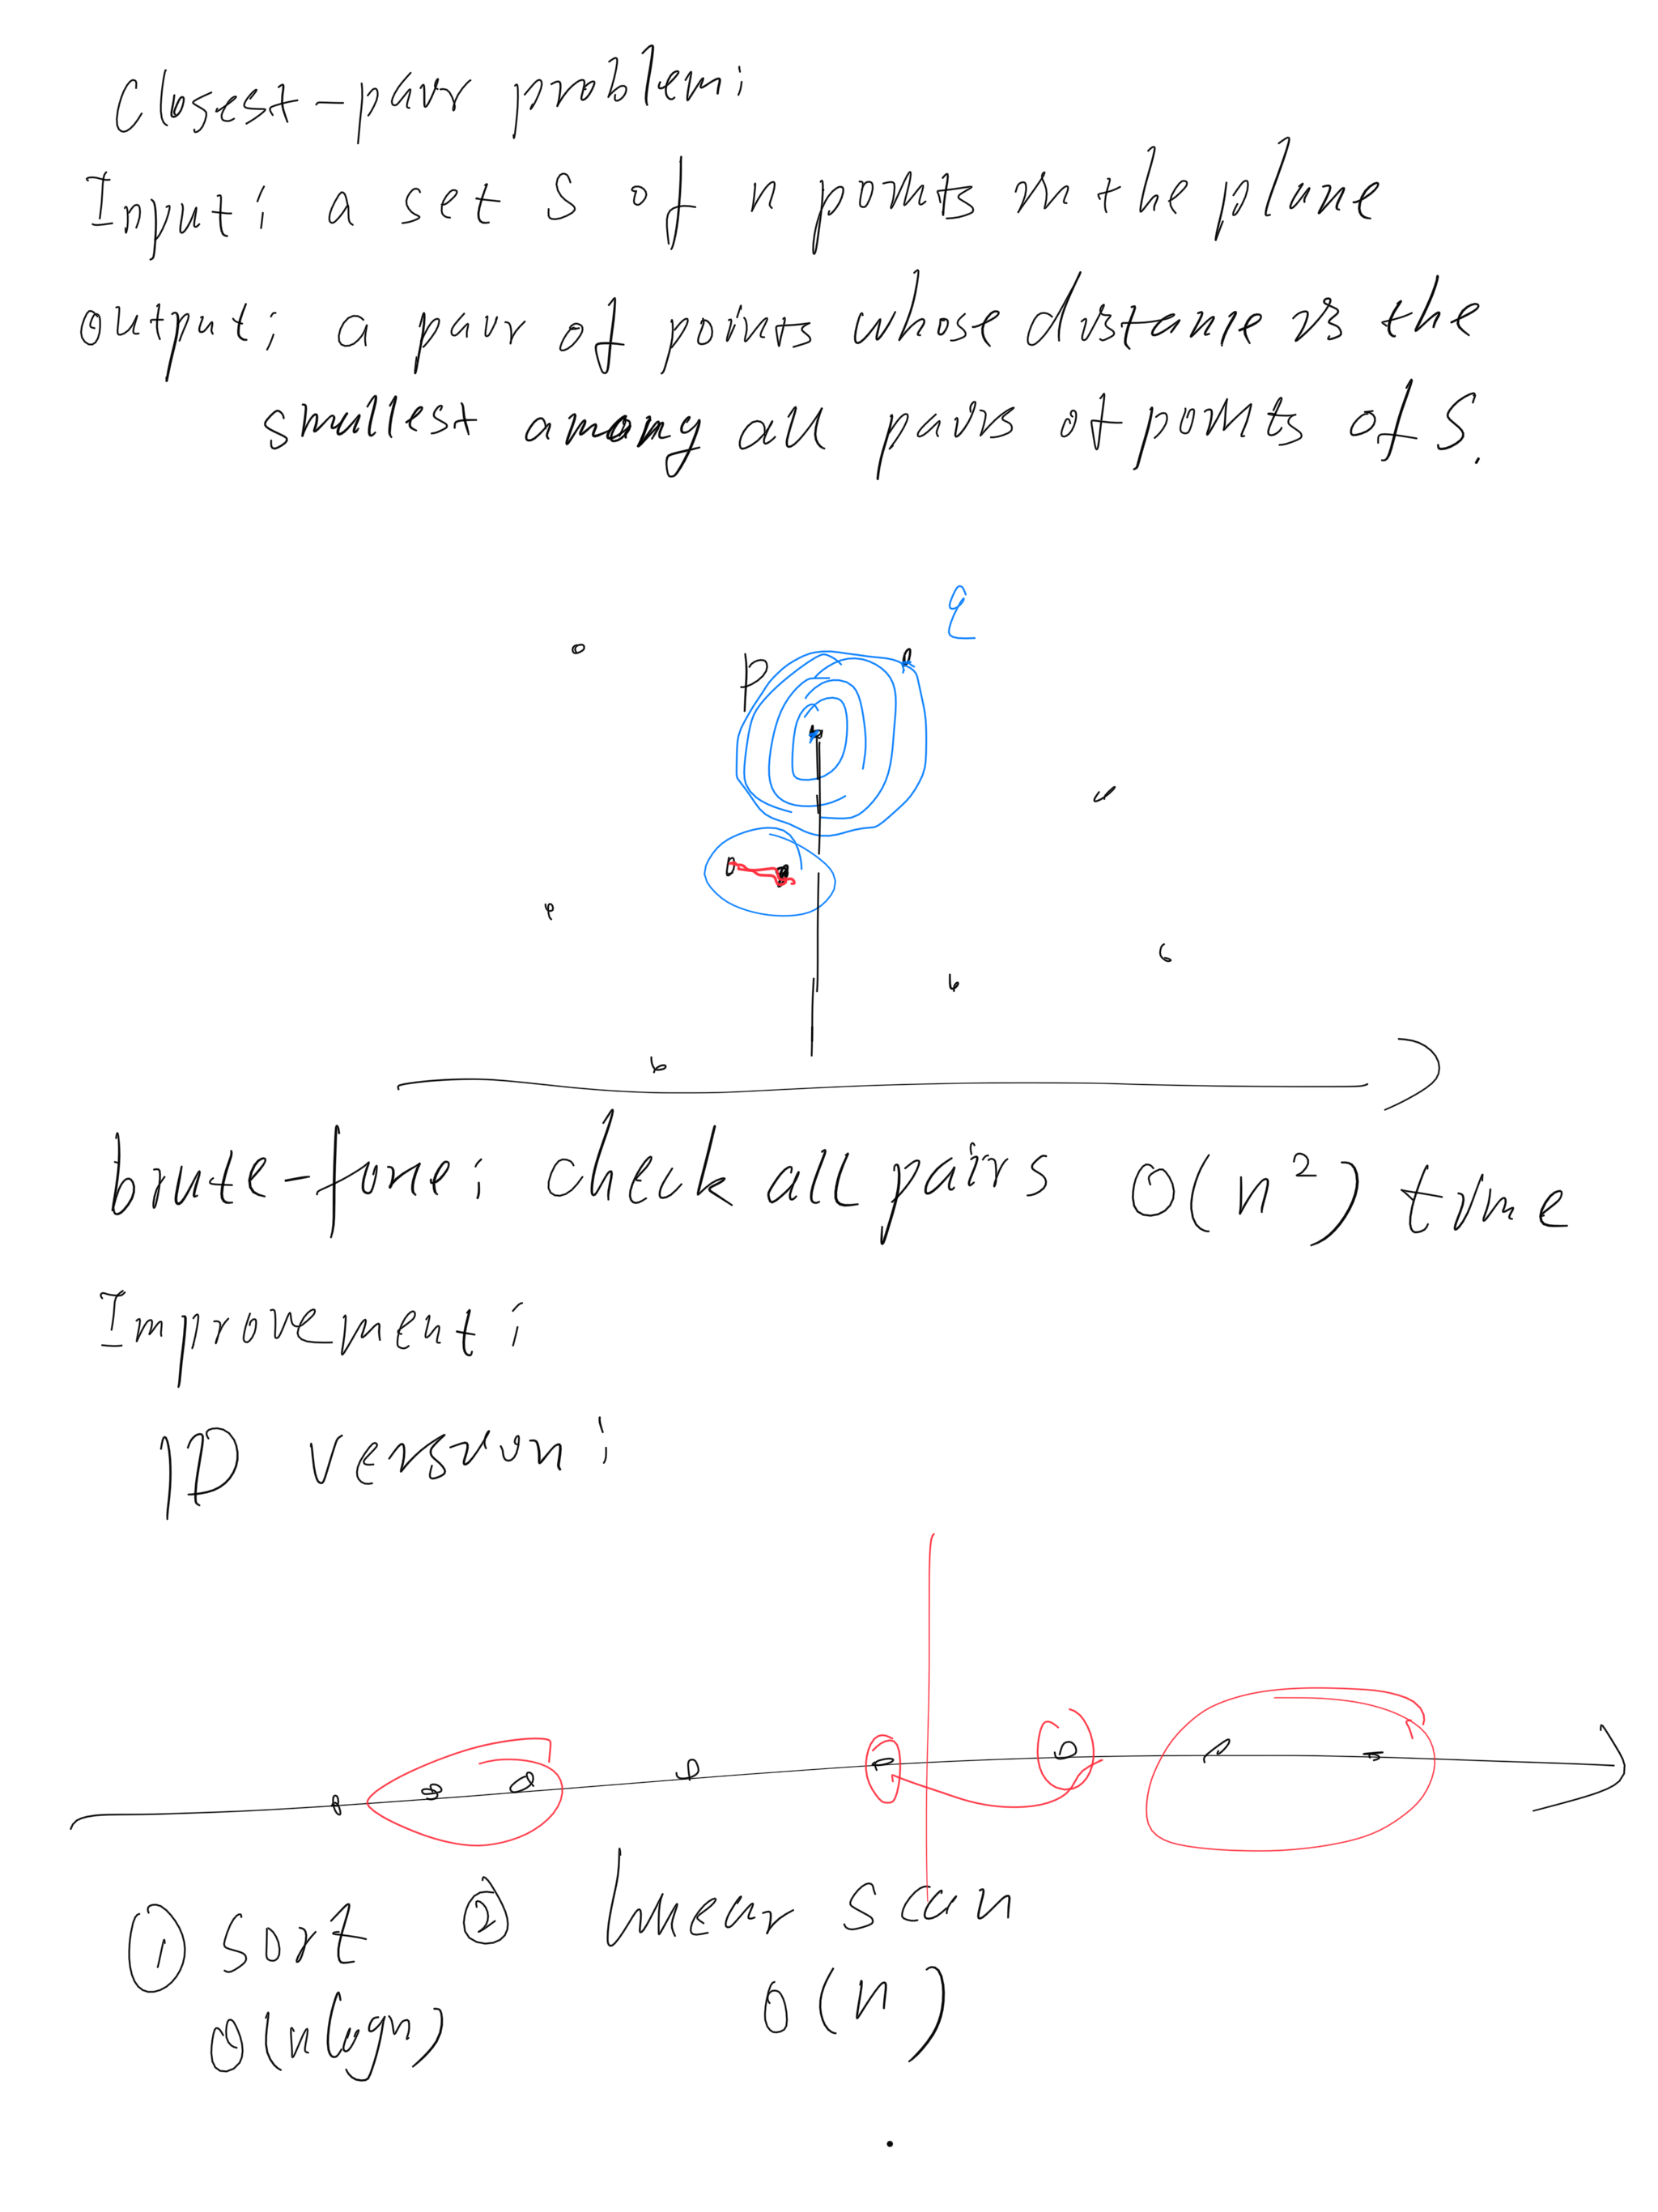 Closest-pair problem:
Input: a set S of n points in the plane
output: a pair of points whose distance is the
smallest among all pairs of points of S.
q
p
brute-force: check all pairs O(n²) time
Improvement:
1D version:
① sort ② linear scan
O(nlogn) O(n)